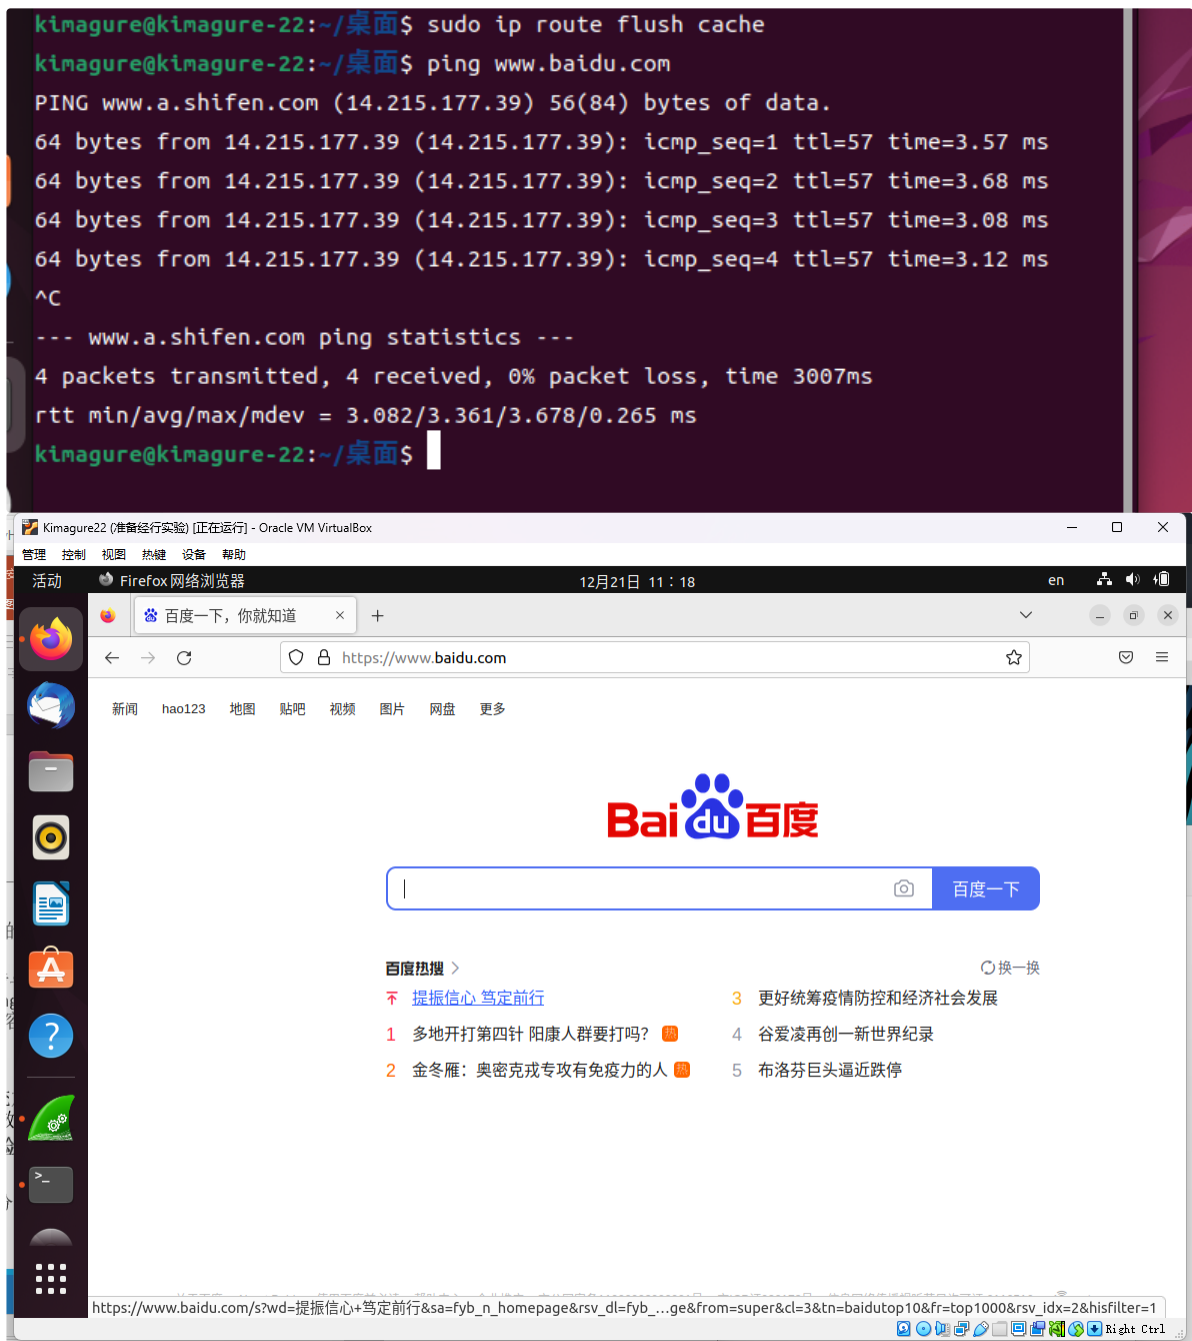 kimagure@kimagure-22:~/桌面$ sudo ip route flush cache
kimagure@kimagure-22:~/桌面$ ping www.baidu.com
PING www.a.shifen.com (14.215.177.39) 56(84) bytes of data.
64 bytes from 14.215.177.39 (14.215.177.39): icmp_seq=1 ttl=57 time=3.57 ms
64 bytes from 14.215.177.39 (14.215.177.39): icmp_seq=2 ttl=57 time=3.68 ms
64 bytes from 14.215.177.39 (14.215.177.39): icmp_seq=3 ttl=57 time=3.08 ms
64 bytes from 14.215.177.39 (14.215.177.39): icmp_seq=4 ttl=57 time=3.12 ms
^C
--- www.a.shifen.com ping statistics ---
4 packets transmitted, 4 received, 0% packet loss, time 3007ms
rtt min/avg/max/mdev = 3.082/3.361/3.678/0.265 ms
kimagure@kimagure-22:~/桌面$
Kimagure22 (准备经行实验) [正在运行] - Oracle VM VirtualBox
管理 控制 视图 热键 设备 帮助
活动 Firefox 网络浏览器 12月21日 11：18 en
百度一下，你就知道
https://www.baidu.com
新闻 hao123 地图 贴吧 视频 图片 网盘 更多
Bai du 百度
百度一下
百度热搜 换一换
提振信心 笃定前行 3 更好统筹疫情防控和经济社会发展
1 多地开打第四针 阳康人群要打吗？ 热 4 谷爱凌再创一新世界纪录
2 金冬雁：奥密克戎专攻有免疫力的人 热 5 布洛芬巨头逼近跌停
https://www.baidu.com/s?wd=提振信心+笃定前行&sa=fyb_n_homepage&rsv_dl=fyb_…ge&from=super&cl=3&tn=baidutop10&fr=top1000&rsv_idx=2&hisfilter=1
Right Ctrl